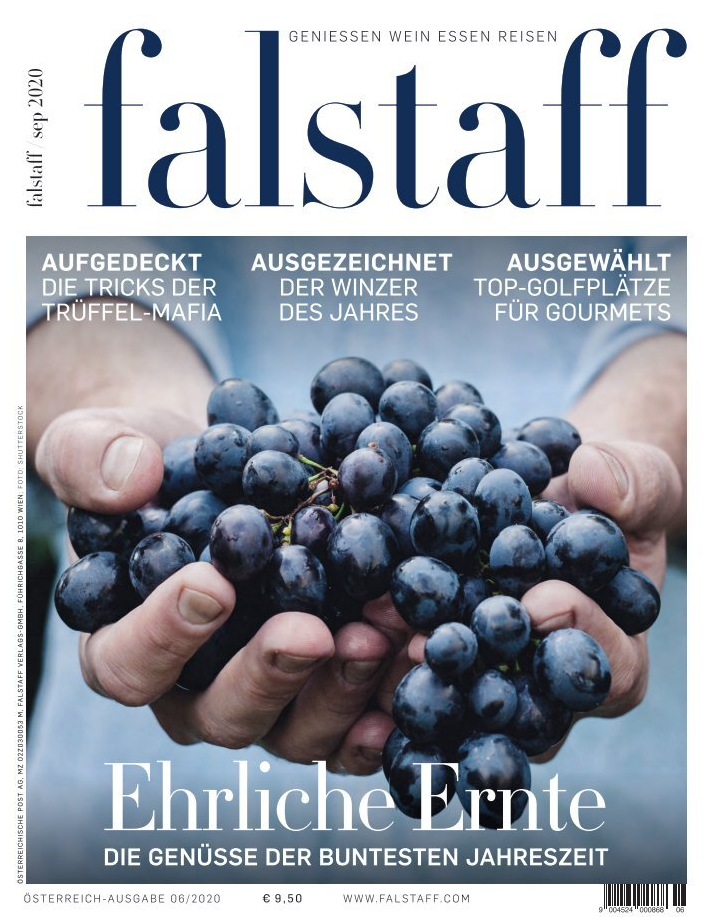 GENIESSEN WEIN ESSEN REISEN
falstaff
falstaff / sep 2020
AUFGEDECKT
DIE TRICKS DER
TRÜFFEL-MAFIA
AUSGEZEICHNET
DER WINZER
DES JAHRES
AUSGEWÄHLT
TOP-GOLFPLÄTZE
FÜR GOURMETS
ÖSTERREICHISCHE POST AG, MZ 02Z030053 M, FALSTAFF VERLAGS-GMBH, FÜHRICHGASSE 8, 1010 WIEN. FOTO: SHUTTERSTOCK
Ehrliche Ernte
DIE GENÜSSE DER BUNTESTEN JAHRESZEIT
ÖSTERREICH-AUSGABE 06/2020 € 9,50 WWW.FALSTAFF.COM
9 004524 000868 06